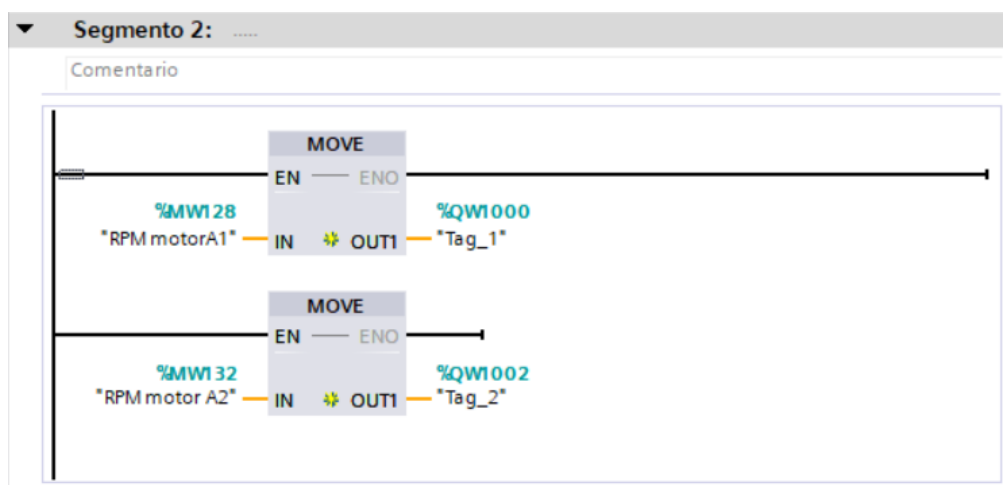 Segmento 2: .....
Comentario
MOVE
EN ENO
%MW128 %QW1000
"RPM motorA1" IN OUT1 "Tag_1"
MOVE
EN ENO
%MW132 %QW1002
"RPM motor A2" IN OUT1 "Tag_2"